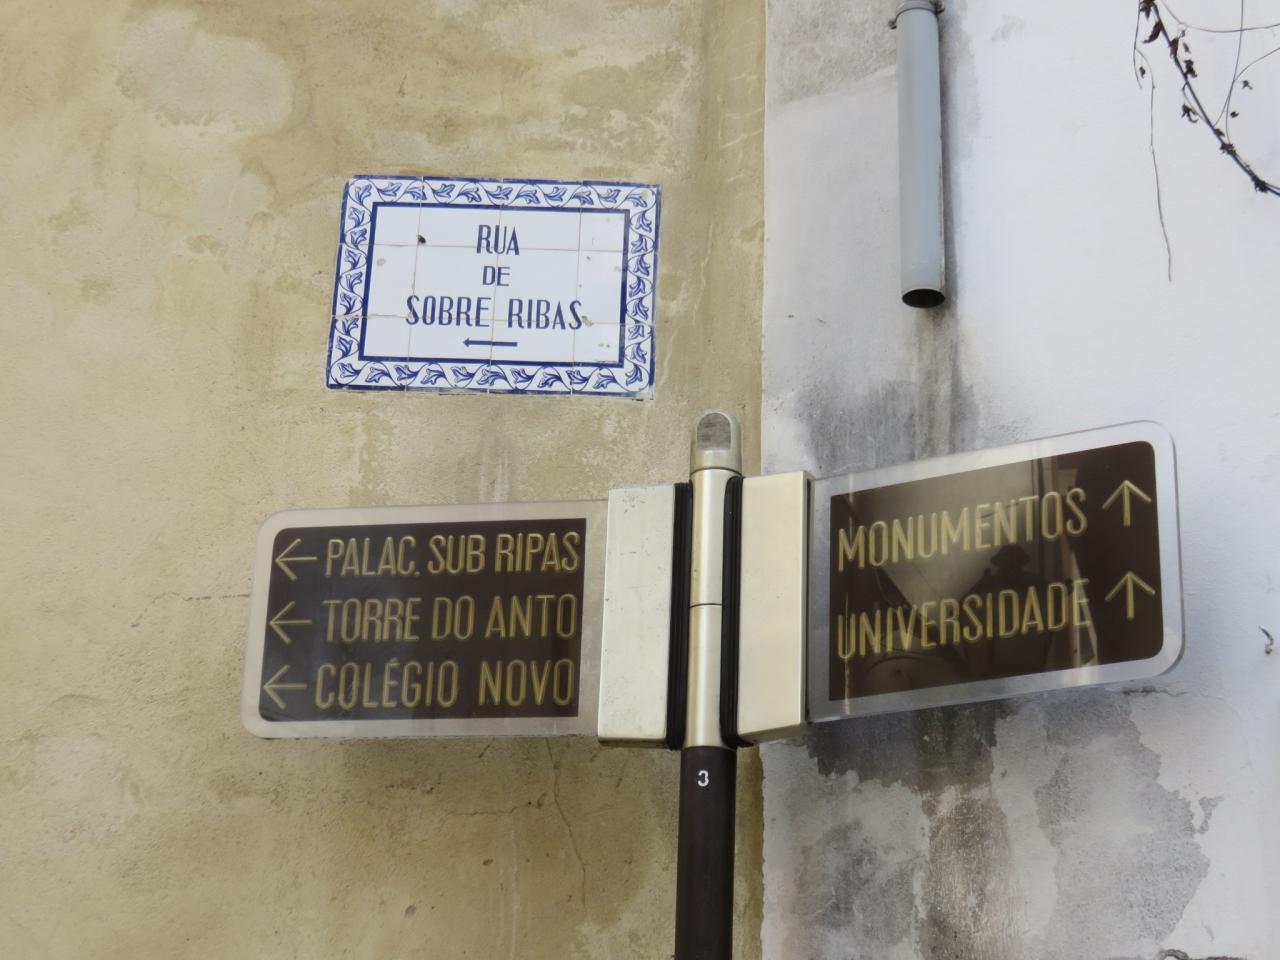 RUA
DE
SOBRE RIBAS
PALAC. SUB RIPAS
TORRE DO ANTO
COLÉGIO NOVO
MONUMENTOS
UNIVERSIDADE
3